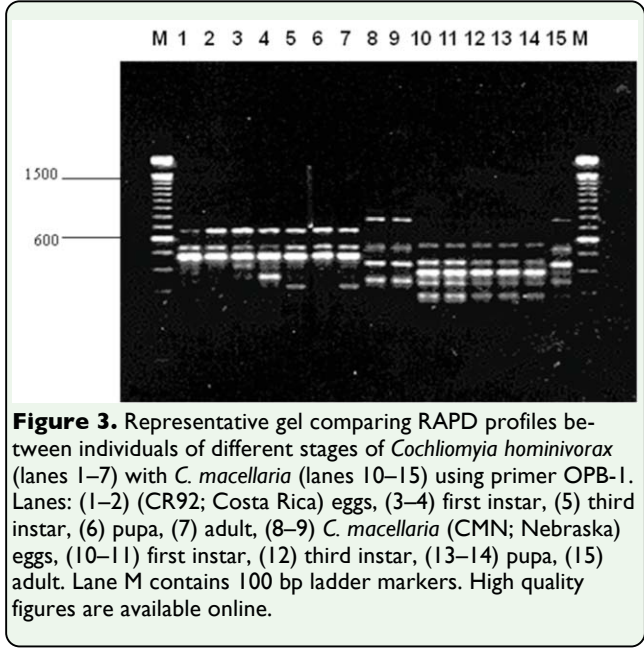 M 1 2 3 4 5 6 7 8 9 10 11 12 13 14 15 M
1500
600
Figure 3. Representative gel comparing RAPD profiles be-
tween individuals of different stages of Cochliomyia hominivorax
(lanes 1–7) with C. macellaria (lanes 10–15) using primer OPB-1.
Lanes: (1–2) (CR92; Costa Rica) eggs, (3–4) first instar, (5) third
instar, (6) pupa, (7) adult, (8–9) C. macellaria (CMN; Nebraska)
eggs, (10–11) first instar, (12) third instar, (13–14) pupa, (15)
adult. Lane M contains 100 bp ladder markers. High quality
figures are available online.